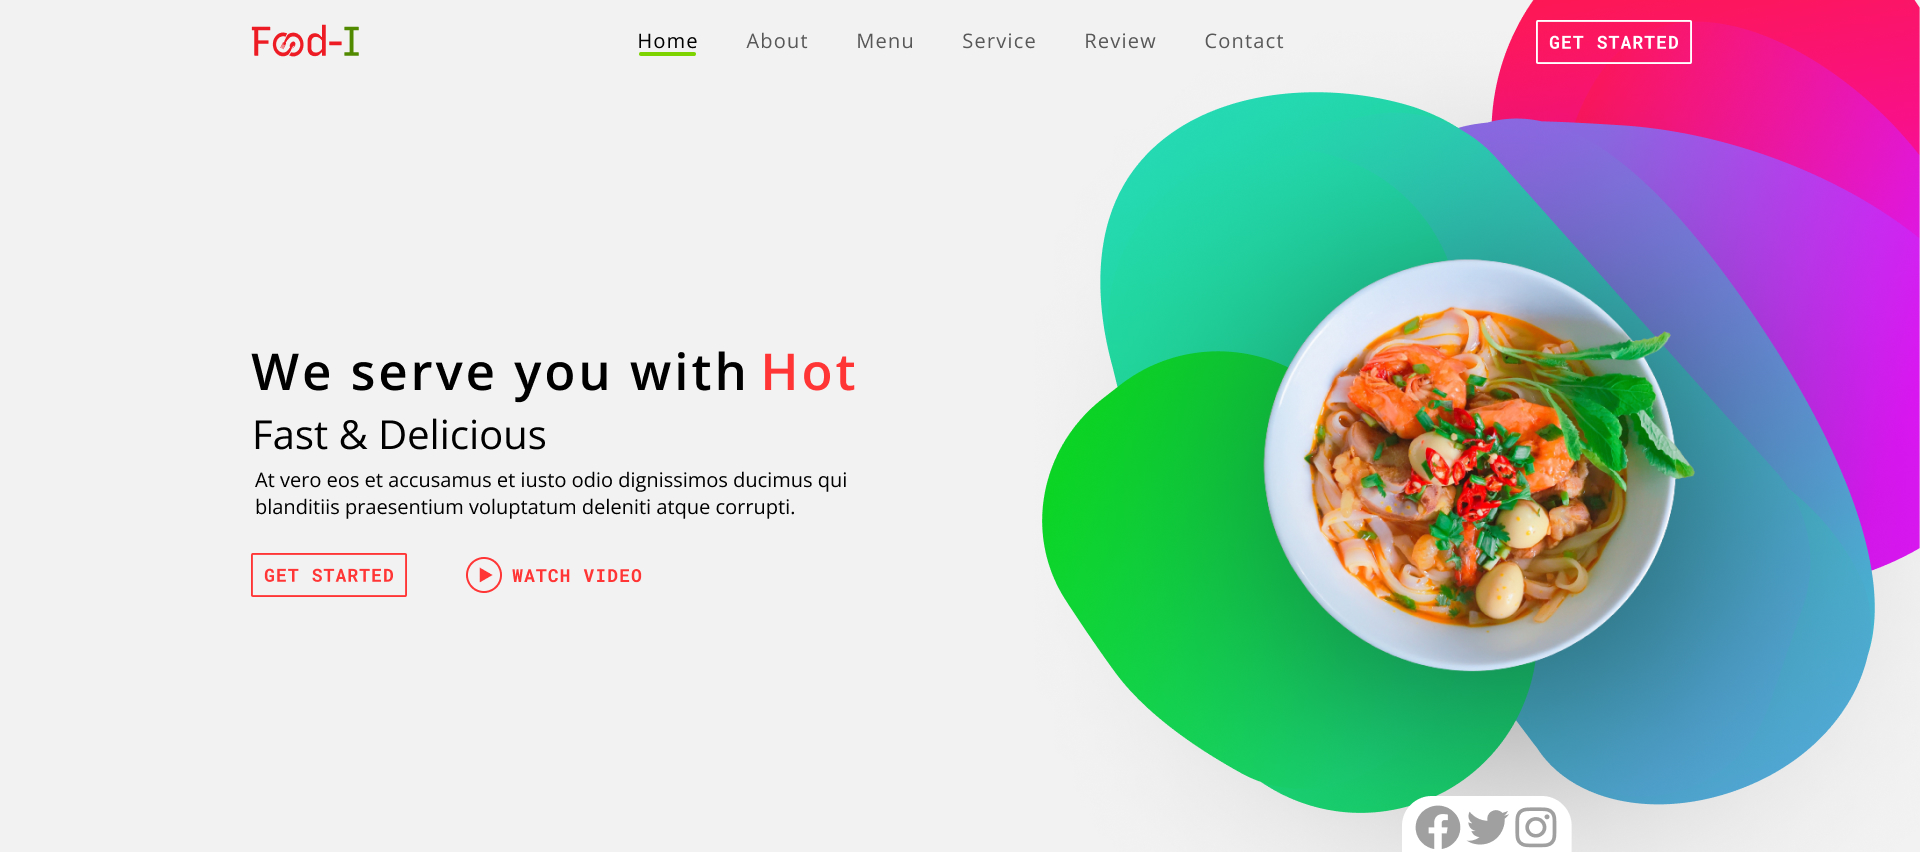 Food-I
Home
About
Menu
Service
Review
Contact
GET STARTED
We serve you with Hot
Fast & Delicious
At vero eos et accusamus et iusto odio dignissimos ducimus qui
blanditiis praesentium voluptatum deleniti atque corrupti.
GET STARTED
WATCH VIDEO